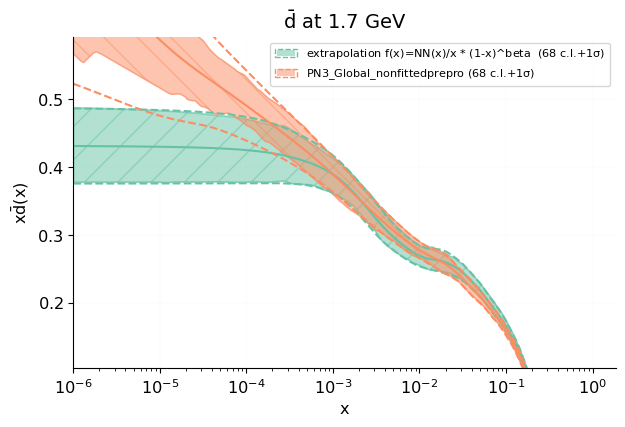 d̄ at 1.7 GeV
extrapolation f(x)=NN(x)/x * (1-x)^beta  (68 c.l.+1σ)
PN3_Global_nonfittedprepro (68 c.l.+1σ)
xd̄(x)
0.5
0.4
0.3
0.2
10⁻⁶ 10⁻⁵ 10⁻⁴ 10⁻³ 10⁻² 10⁻¹ 10⁰
x